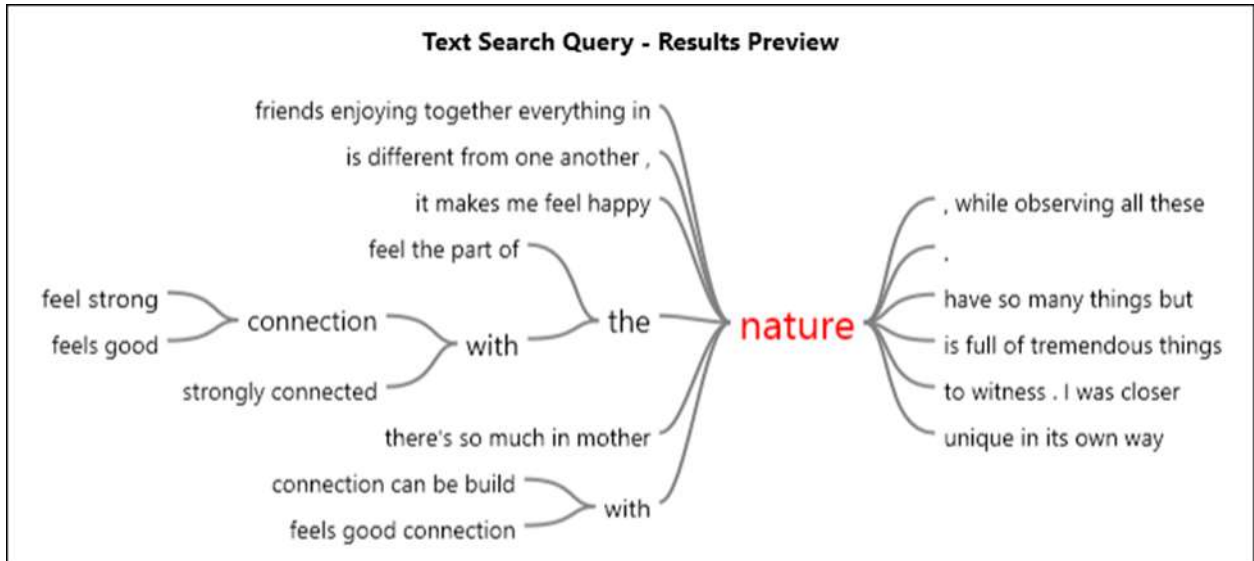 Text Search Query - Results Preview
friends enjoying together everything in
is different from one another ,
it makes me feel happy
feel the part of
feel strong
feels good
connection
with
the
strongly connected
there's so much in mother
connection can be build
feels good connection
with
nature
, while observing all these
.
have so many things but
is full of tremendous things
to witness . I was closer
unique in its own way